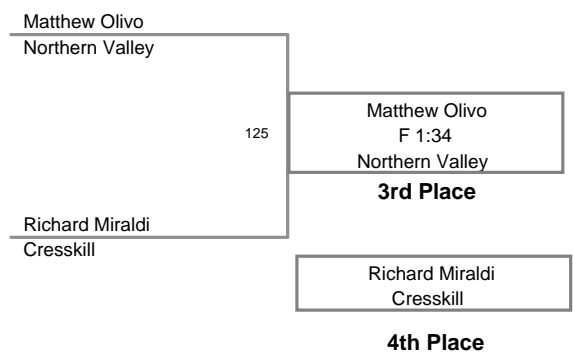 Matthew Olivo
Northern Valley
125
Matthew Olivo
F 1:34
Northern Valley
3rd Place
Richard Miraldi
Cresskill
Richard Miraldi
Cresskill
4th Place